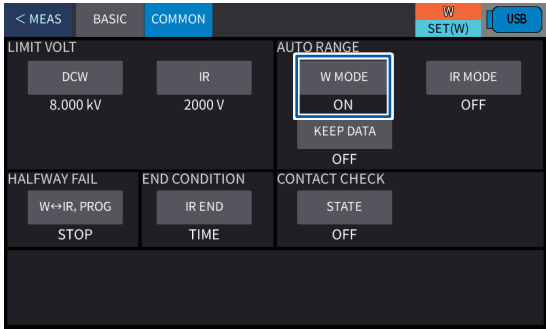 < MEAS BASIC COMMON W SET(W) USB
LIMIT VOLT AUTO RANGE
DCW IR W MODE IR MODE
8.000 kV 2000 V ON OFF
KEEP DATA
OFF
HALFWAY FAIL END CONDITION CONTACT CHECK
W↔IR, PROG IR END STATE
STOP TIME OFF